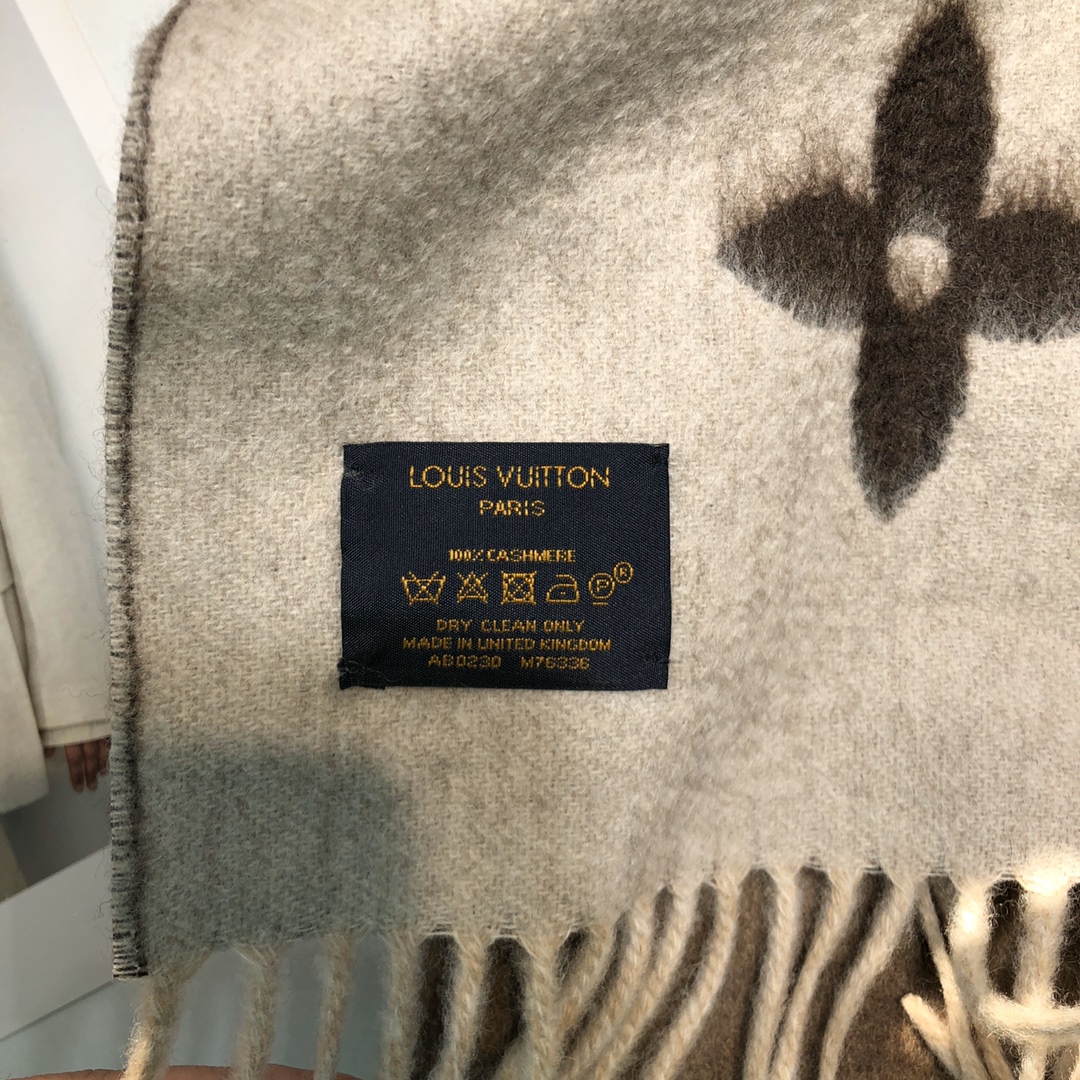 LOUIS VUITTON
PARIS
100% CASHMERE
P R
DRY CLEAN ONLY
MADE IN UNITED KINGDOM
AB0230 M76336